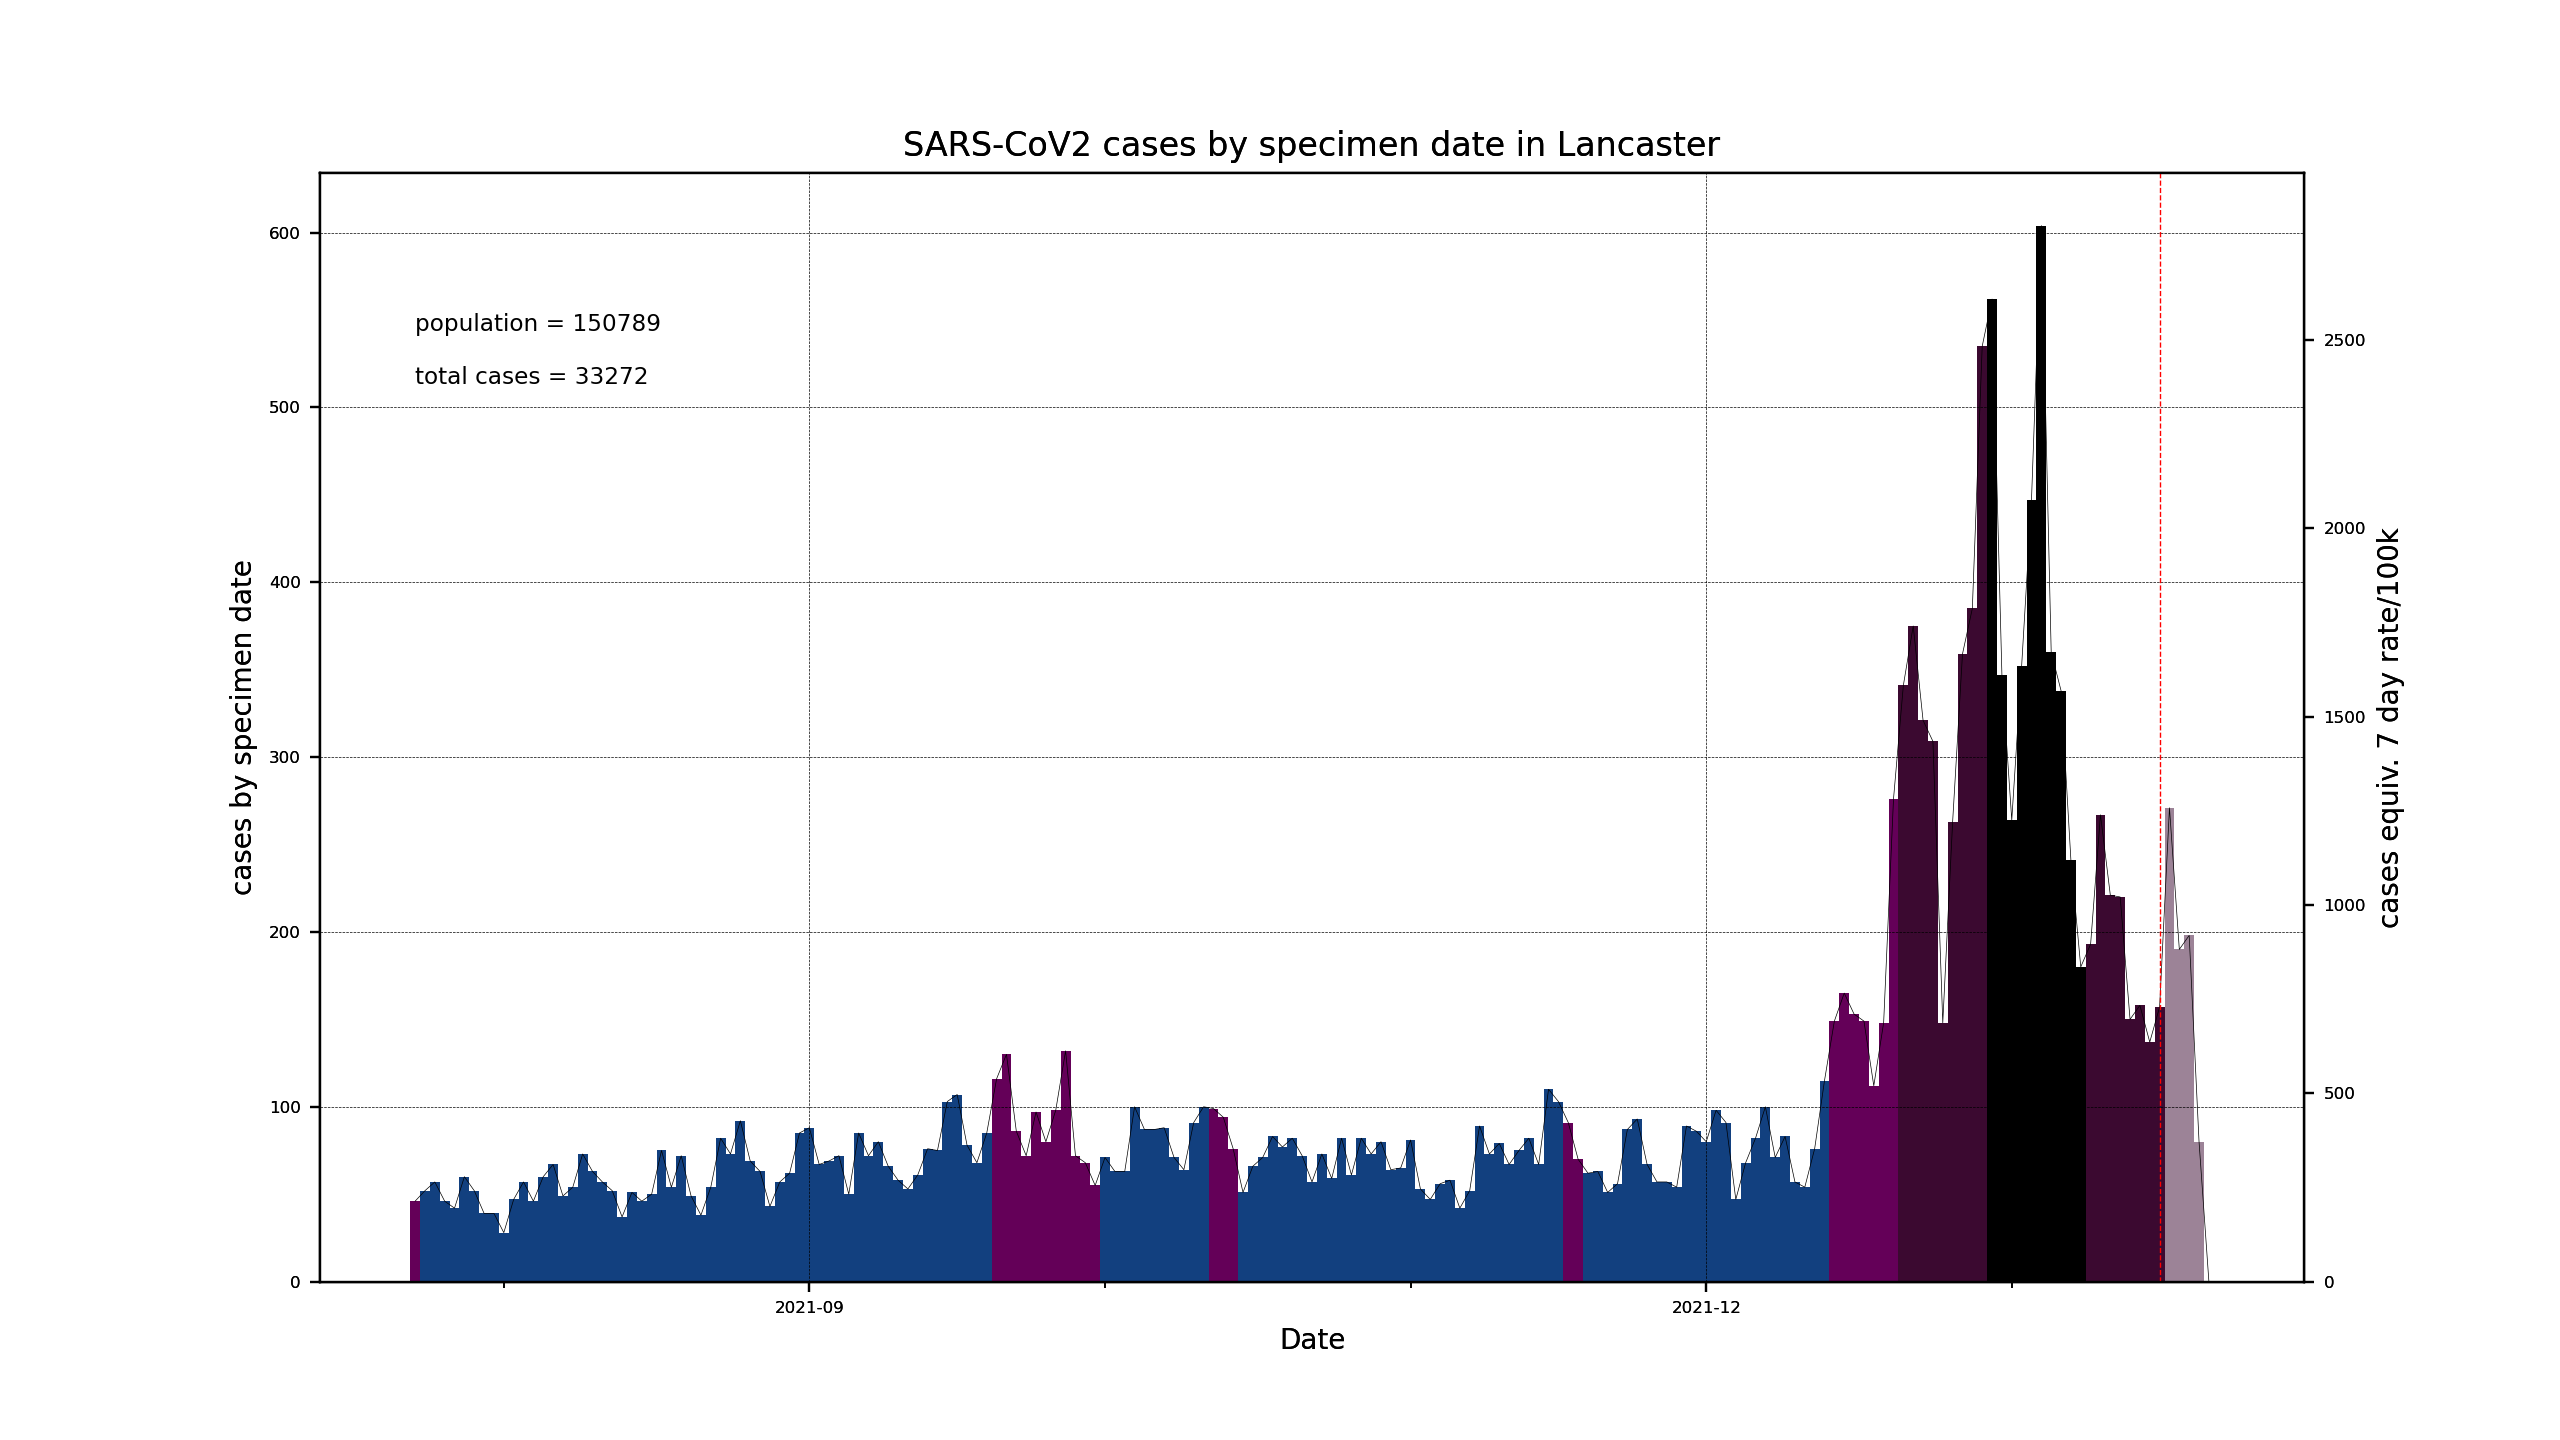 SARS-CoV2 cases by specimen date in Lancaster
population = 150789
total cases = 33272
cases by specimen date
600
500
400
300
200
100
0
2500
2000
1500
1000
500
0
cases equiv. 7 day rate/100k
2021-09
2021-12
Date